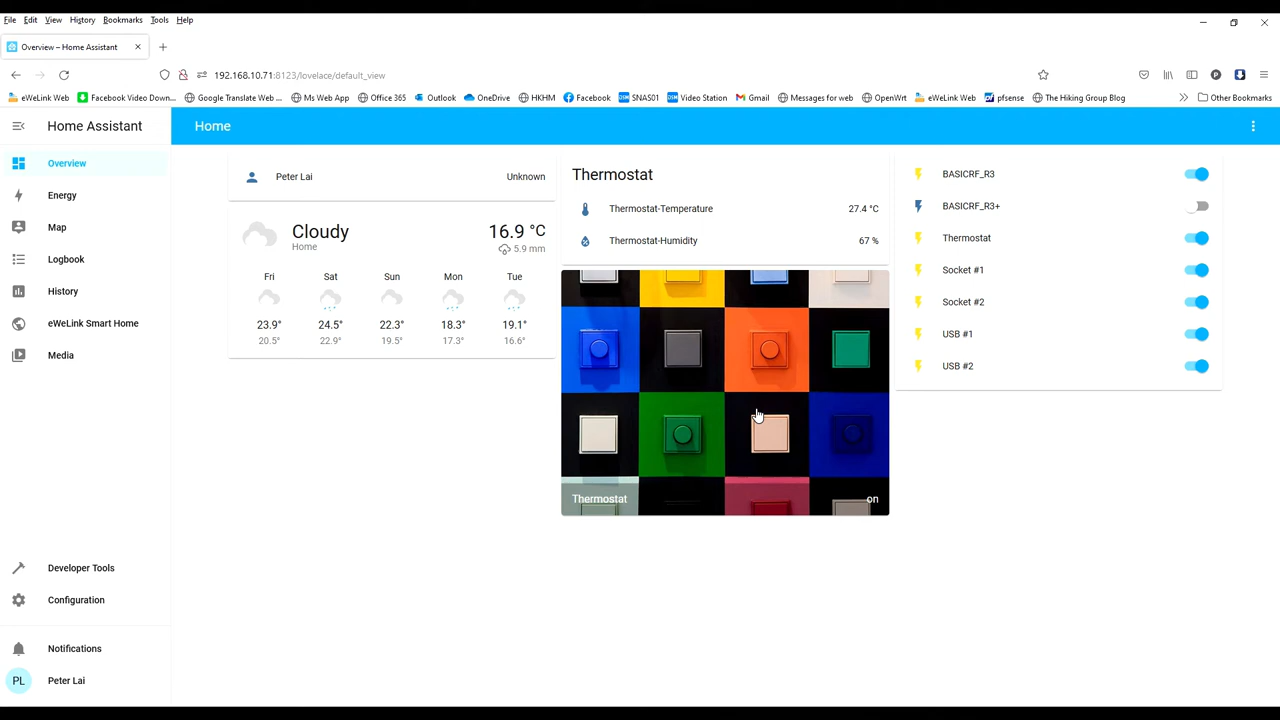 File Edit View History Bookmarks Tools Help
Overview – Home Assistant
192.168.10.71:8123/lovelace/default_view
eWeLink Web Facebook Video Down... Google Translate Web ... Ms Web App Office 365 Outlook OneDrive HKHM Facebook SNAS01 Video Station Gmail Messages for web OpenWrt eWeLink Web pfsense The Hiking Group Blog Other Bookmarks
Home Assistant
Home
Overview
Energy
Map
Logbook
History
eWeLink Smart Home
Media
Developer Tools
Configuration
Notifications
PL Peter Lai
Peter Lai Unknown
Cloudy 16.9 °C
Home 5.9 mm
Fri Sat Sun Mon Tue
23.9° 24.5° 22.3° 18.3° 19.1°
20.5° 22.9° 19.5° 17.3° 16.6°
Thermostat
Thermostat-Temperature 27.4 °C
Thermostat-Humidity 67 %
Thermostat on
BASICRF_R3
BASICRF_R3+
Thermostat
Socket #1
Socket #2
USB #1
USB #2